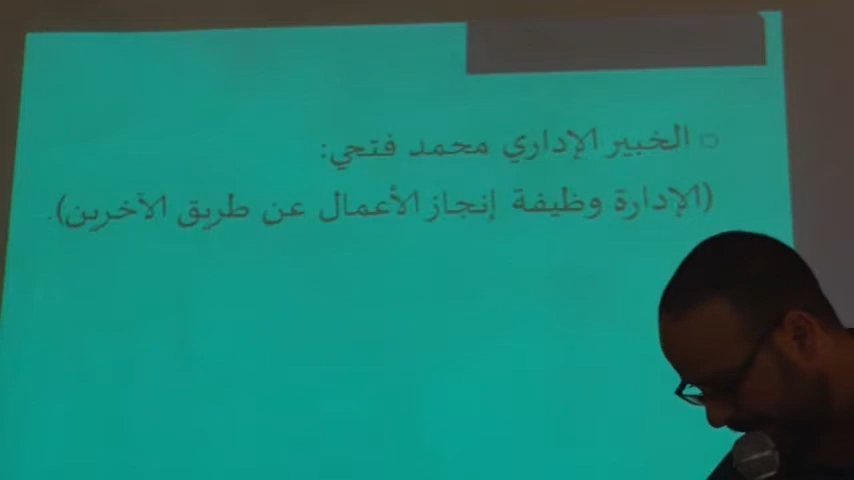 الخبير الإداري محمد فتحي:
(الإدارة وظيفة إنجاز الأعمال عن طريق الآخرين).